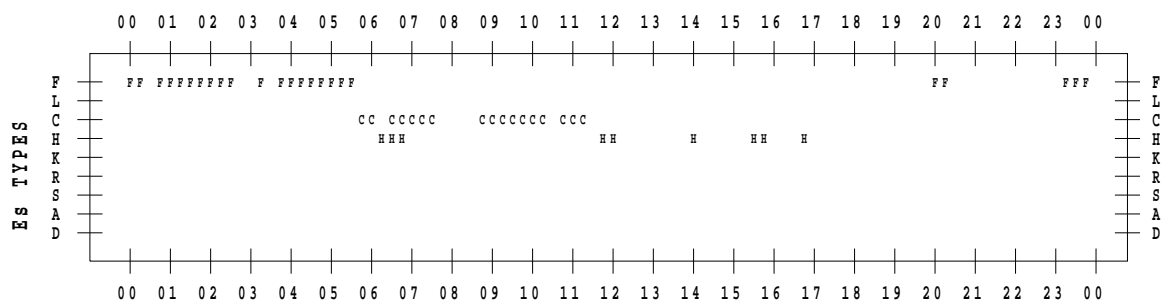 00 01 02 03 04 05 06 07 08 09 10 11 12 13 14 15 16 17 18 19 20 21 22 23 00
Es TYPES
F FF FFFFFFFF F FFFFFFFF FF FFF F
L L
C CC CCCCC CCCCCCC CCC C
H HHH HH H HH H H
K K
R R
S S
A A
D D
00 01 02 03 04 05 06 07 08 09 10 11 12 13 14 15 16 17 18 19 20 21 22 23 00